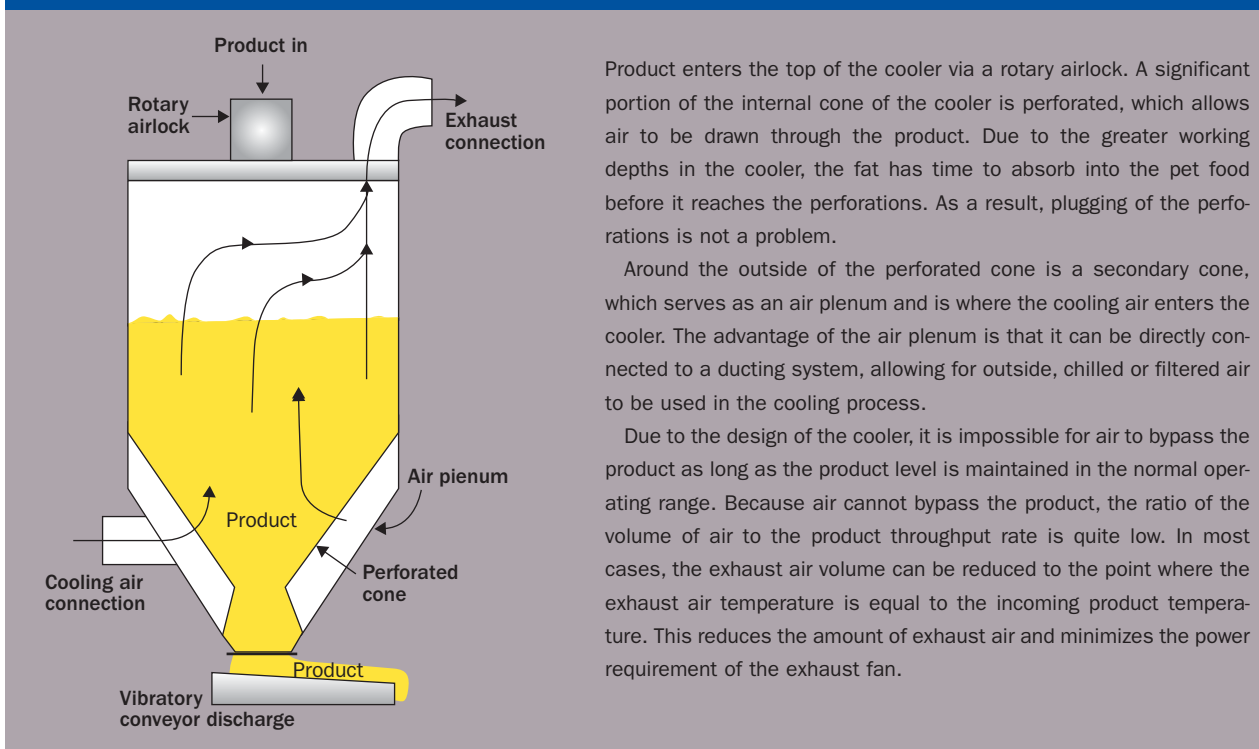 Product in
Rotary
airlock
Exhaust
connection
Product
Air plenum
Cooling air
connection
Perforated
cone
Product
Vibratory
conveyor discharge
Product enters the top of the cooler via a rotary airlock. A significant
portion of the internal cone of the cooler is perforated, which allows
air to be drawn through the product. Due to the greater working
depths in the cooler, the fat has time to absorb into the pet food
before it reaches the perforations. As a result, plugging of the perfo-
rations is not a problem.
Around the outside of the perforated cone is a secondary cone,
which serves as an air plenum and is where the cooling air enters the
cooler. The advantage of the air plenum is that it can be directly con-
nected to a ducting system, allowing for outside, chilled or filtered air
to be used in the cooling process.
Due to the design of the cooler, it is impossible for air to bypass the
product as long as the product level is maintained in the normal oper-
ating range. Because air cannot bypass the product, the ratio of the
volume of air to the product throughput rate is quite low. In most
cases, the exhaust air volume can be reduced to the point where the
exhaust air temperature is equal to the incoming product tempera-
ture. This reduces the amount of exhaust air and minimizes the power
requirement of the exhaust fan.